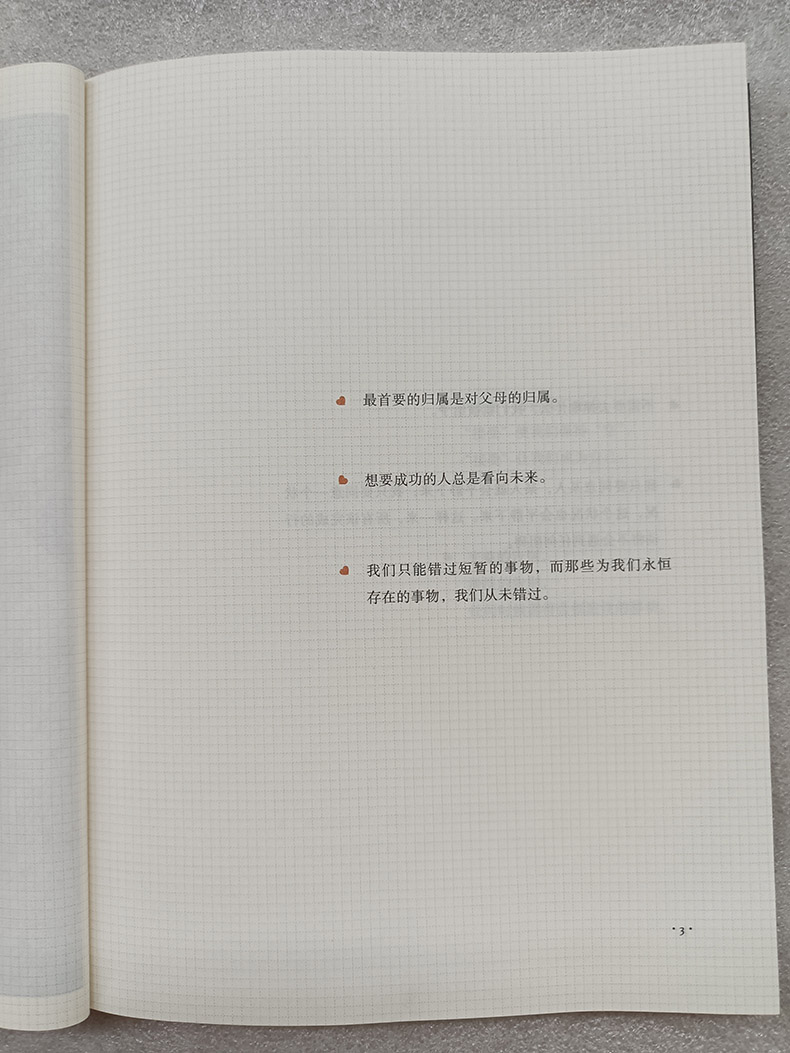 最首要的归属是对父母的归属。
想要成功的人总是看向未来。
我们只能错过短暂的事物，而那些为我们永恒
存在的事物，我们从未错过。
• 3 •